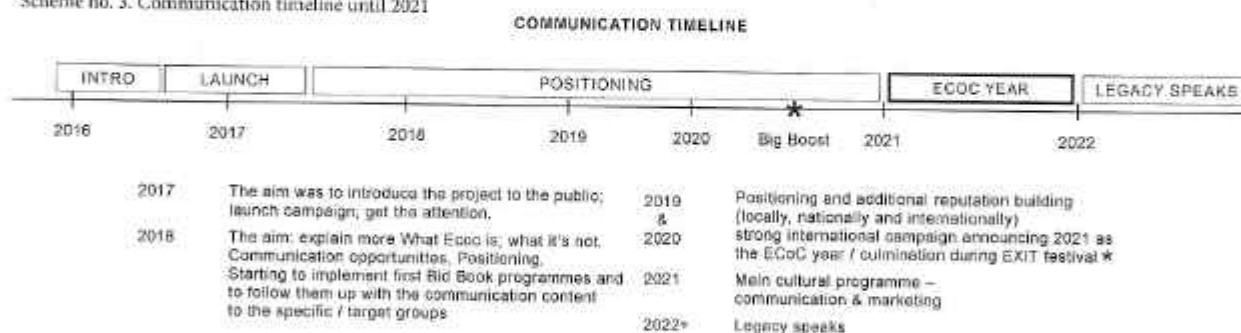 Scheme no. 3. Communication timeline until 2021
COMMUNICATION TIMELINE
INTRO LAUNCH POSITIONING ECOC YEAR LEGACY SPEAKS
2016 2017 2018 2019 2020 Big Boost 2021 2022
2017 The aim was to introduce the project to the public;
launch campaign, get the attention.
2018 The aim: explain more What Ecoc is; what it's not.
Communication opportunities, Positioning,
Starting to implement first Bid Book programmes and
to follow them up with the communication content
to the specific / target groups
2019
&
2020
Positioning and additional reputation building
(locally, nationally and internationally)
strong international campaign announcing 2021 as
the ECoC year / culmination during EXIT festival *
2021 Main cultural programme –
communication & marketing
2022+ Legacy speaks